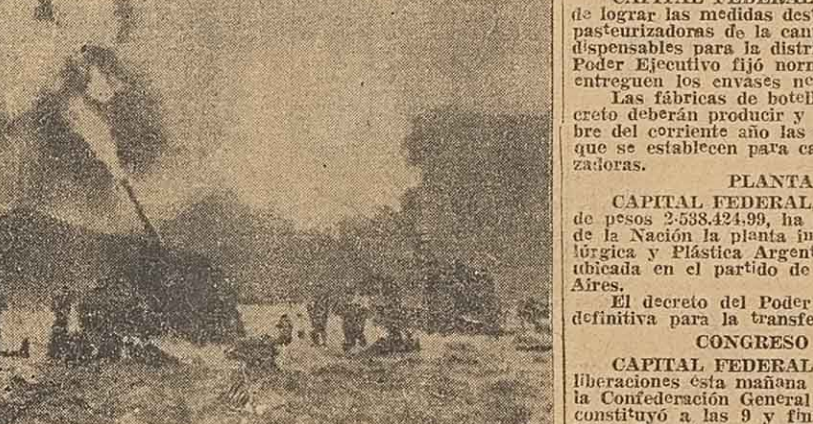 CAPITAL FEDERAL
de lograr las medidas des
pasteurizadoras de la can
dispensables para la distri
Poder Ejecutivo fijó norm
entreguen los envases ne
Las fábricas de botell
creto deberán producir y
bre del corriente año las
que se establecen para ca
zadoras.
PLANTA
CAPITAL FEDERAL
de pesos 2.538.424,99, ha
de la Nación la planta in
lúrgica y Plástica Argent
ubicada en el partido de
Aires.
El decreto del Poder
definitiva para la transfe
CONGRESO
CAPITAL FEDERAL
liberaciones esta mañana
la Confederación General
constituyó a las 9 y fin